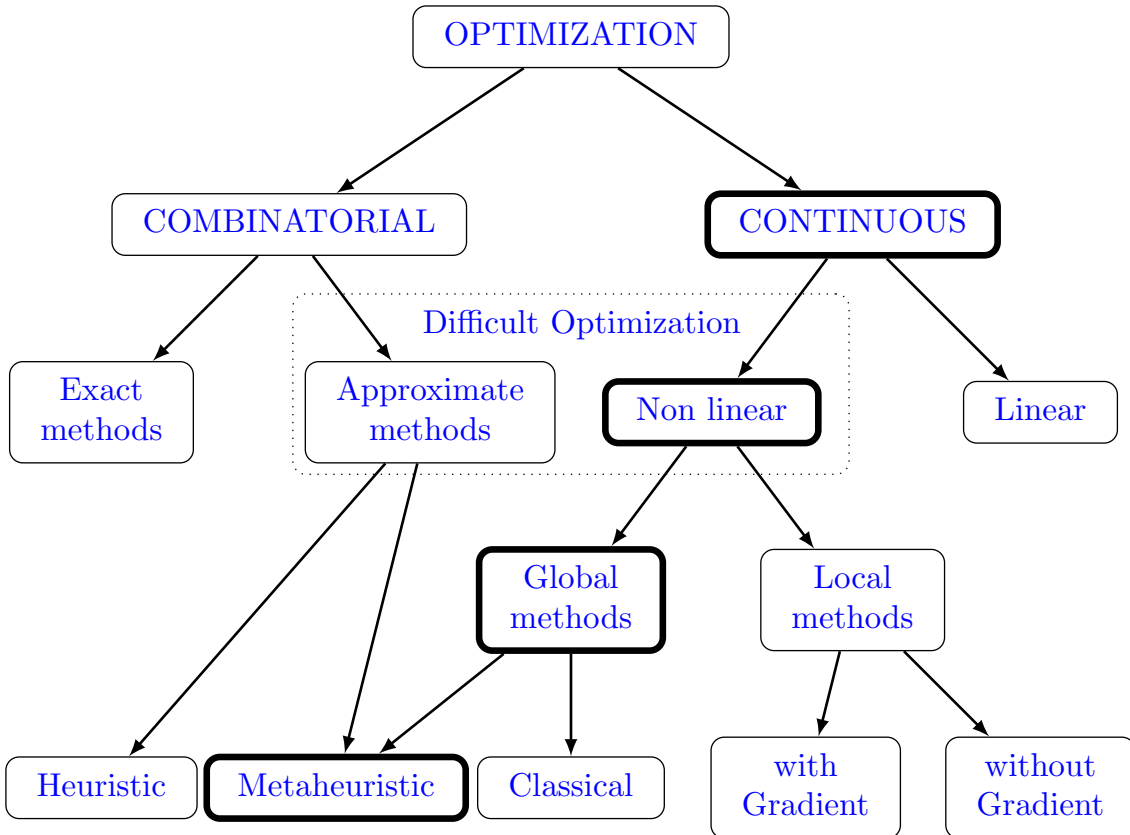 OPTIMIZATION
COMBINATORIAL
CONTINUOUS
Difficult Optimization
Exact
methods
Approximate
methods
Non linear
Linear
Global
methods
Local
methods
Heuristic
Metaheuristic
Classical
with
Gradient
without
Gradient